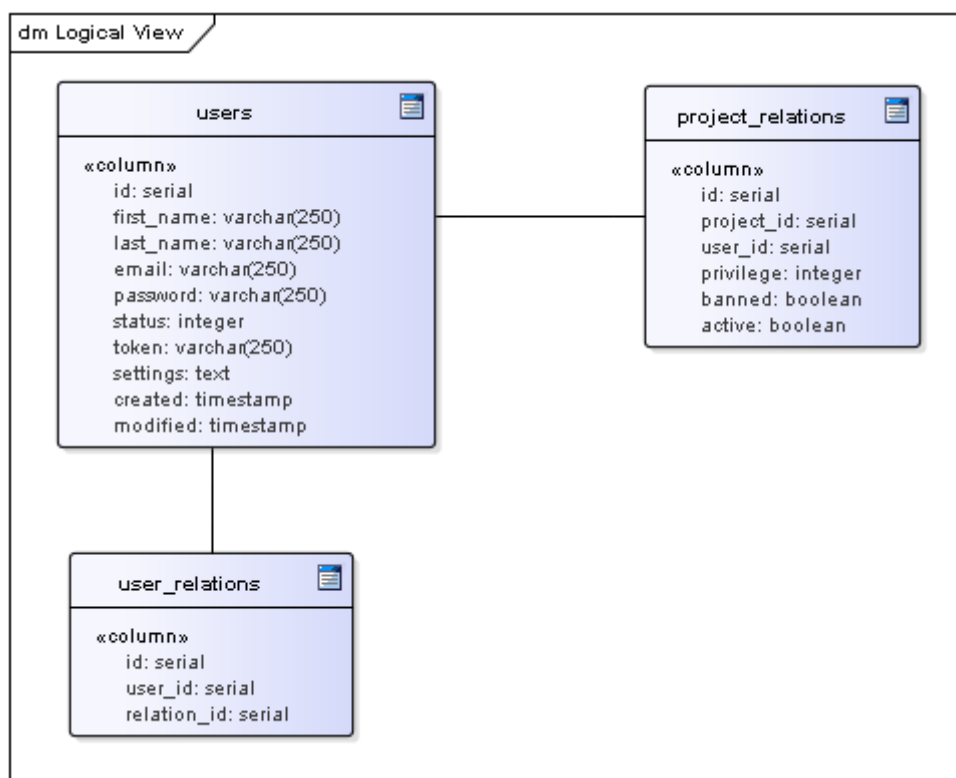 dm Logical View
users
«column»
id: serial
first_name: varchar(250)
last_name: varchar(250)
email: varchar(250)
password: varchar(250)
status: integer
token: varchar(250)
settings: text
created: timestamp
modified: timestamp
project_relations
«column»
id: serial
project_id: serial
user_id: serial
privilege: integer
banned: boolean
active: boolean
user_relations
«column»
id: serial
user_id: serial
relation_id: serial